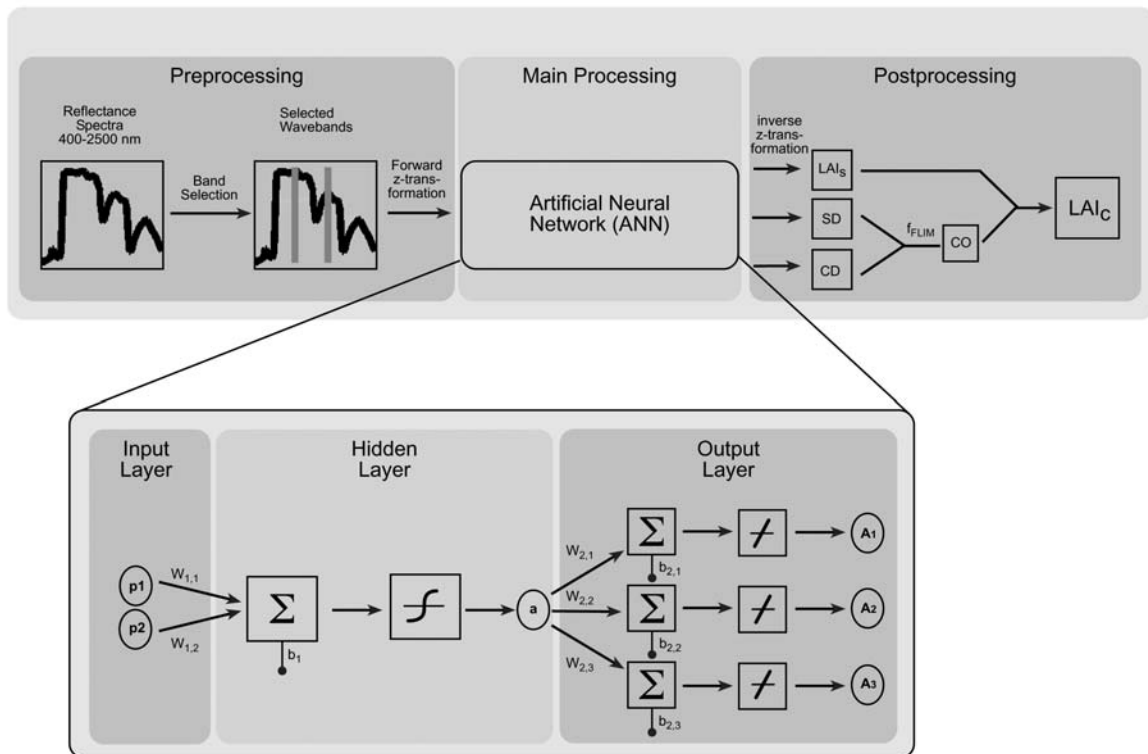 Preprocessing
Main Processing
Postprocessing
Reflectance
Spectra
400-2500 nm
Band
Selection
Selected
Wavebands
Forward
z-trans-
formation
Artificial Neural
Network (ANN)
inverse
z-trans-
formation
LAIS
SD
CD
fFLIM
CO
LAIC
Input
Layer
Hidden
Layer
Output
Layer
p1
p2
W1,1
W1,2
Σ
b1
a
W2,1
W2,2
W2,3
Σ
b2,1
A1
Σ
b2,2
A2
Σ
b2,3
A3